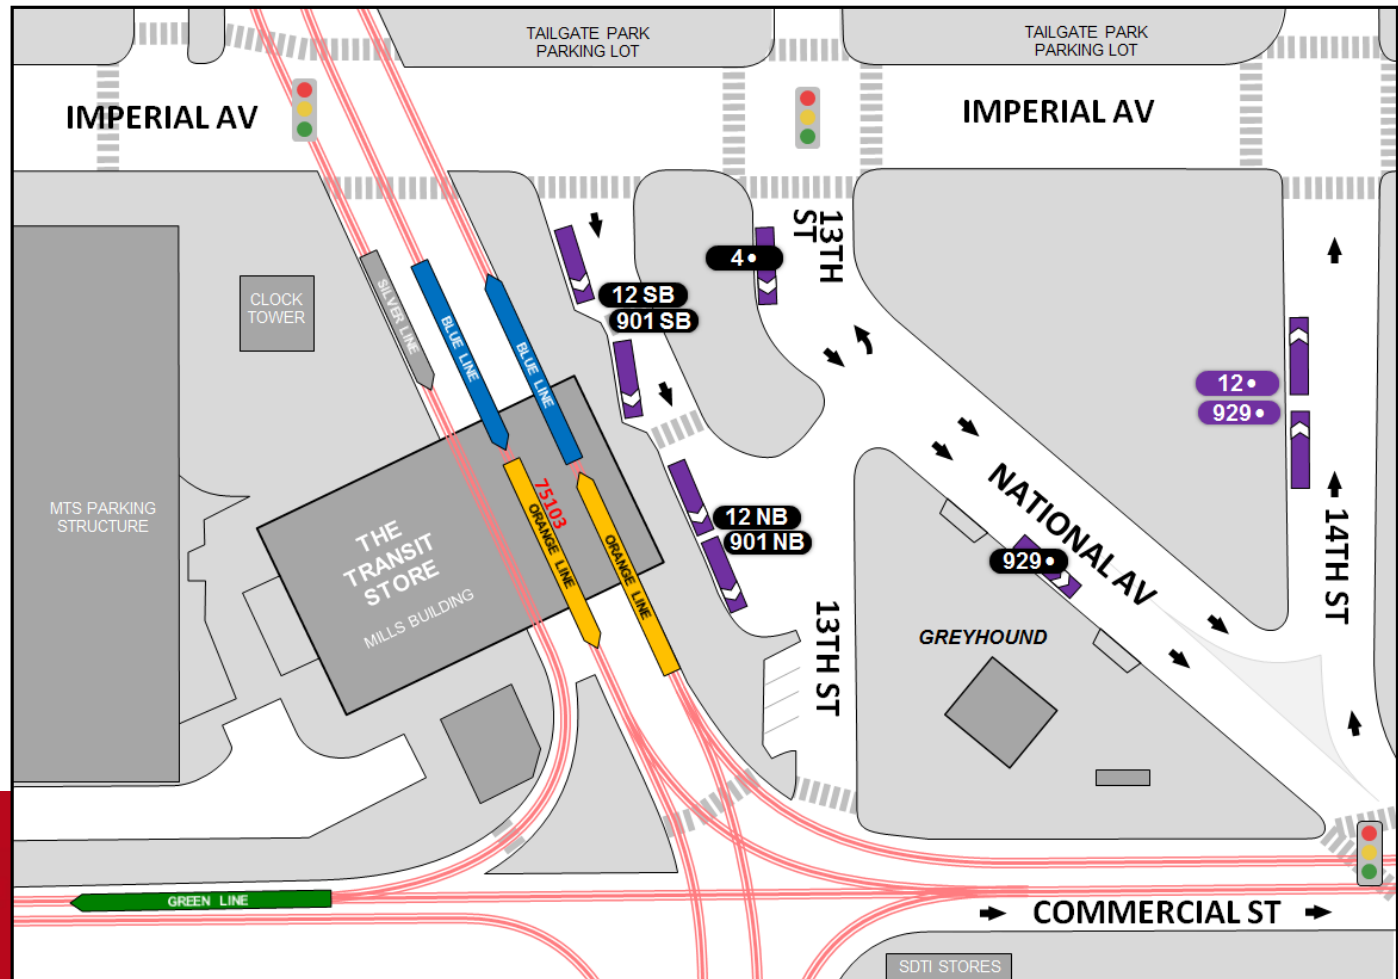 TAILGATE PARK
PARKING LOT
TAILGATE PARK
PARKING LOT
IMPERIAL AV
IMPERIAL AV
13TH
ST
4•
CLOCK
TOWER
SILVER LINE
BLUE LINE
BLUE LINE
12 SB
901 SB
12•
929•
MTS PARKING
STRUCTURE
THE
TRANSIT
STORE
MILLS BUILDING
75103
ORANGE LINE
ORANGE LINE
12 NB
901 NB
NATIONAL AV
929•
14TH ST
13TH ST
GREYHOUND
GREEN LINE
COMMERCIAL ST
SDTI STORES